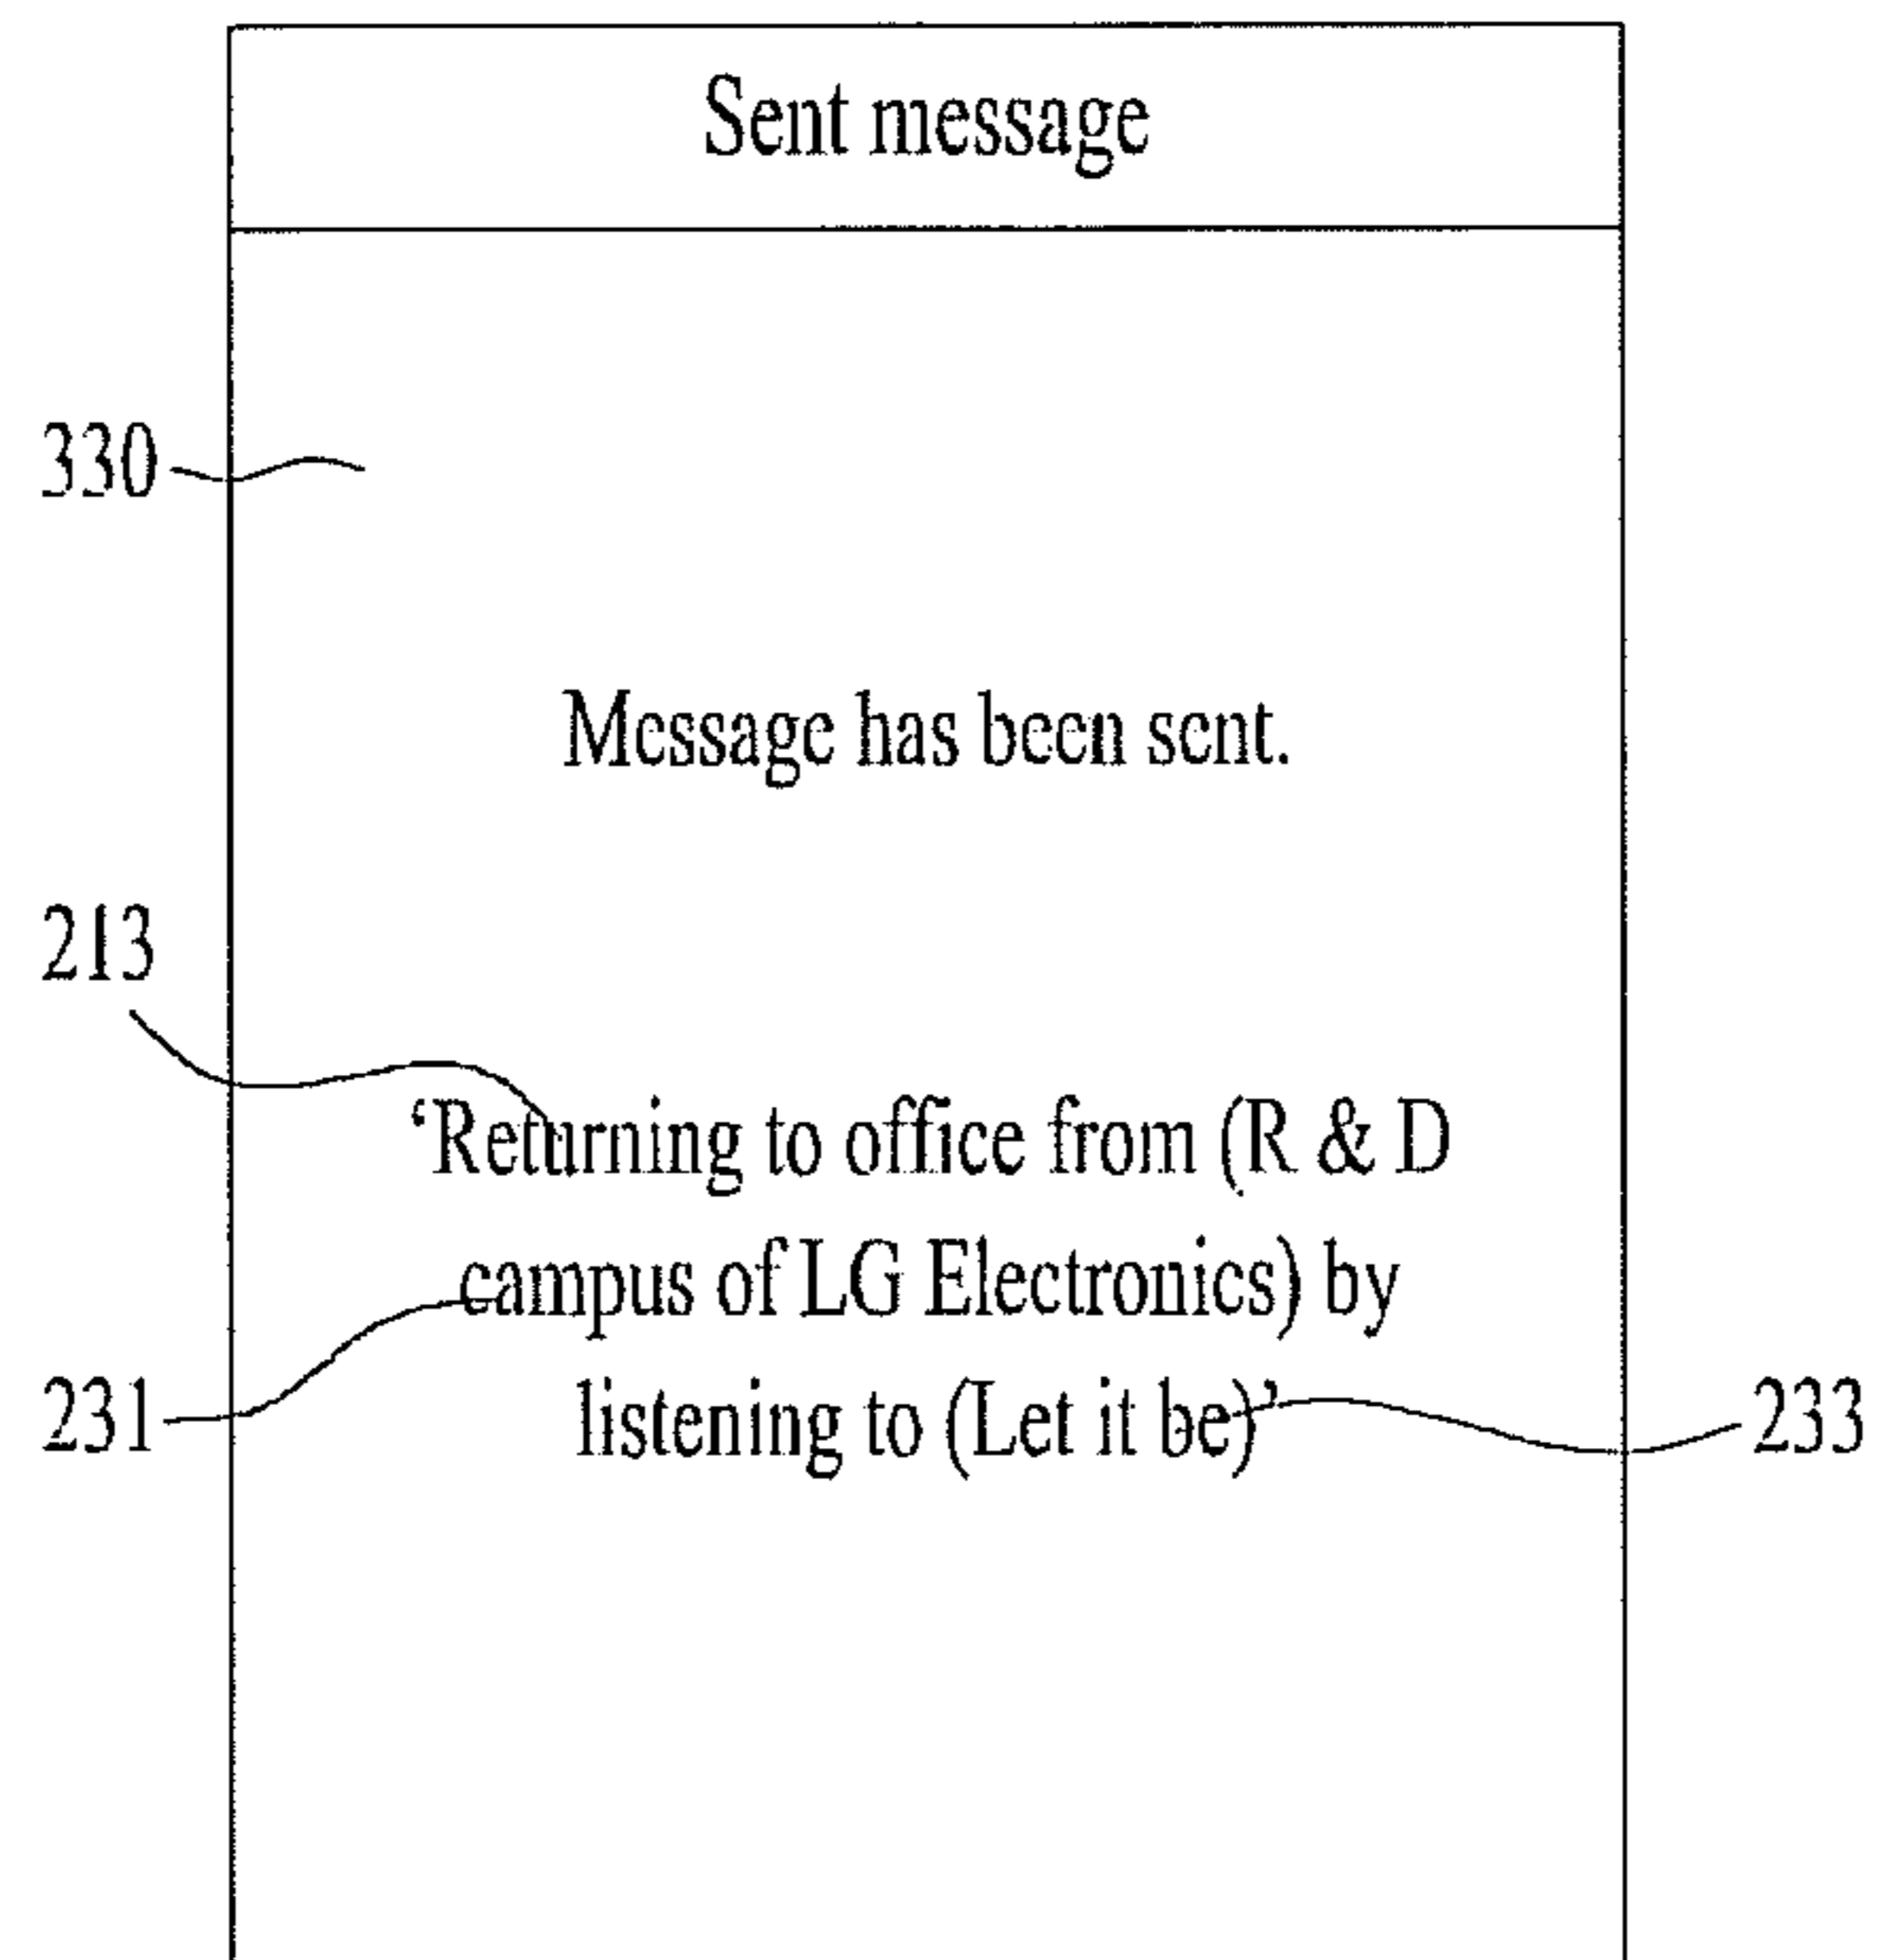 Sent message
330
Message has been sent.
213
‘Returning to office from (R & D
campus of LG Electronics) by
231
listening to (Let it be)’
233